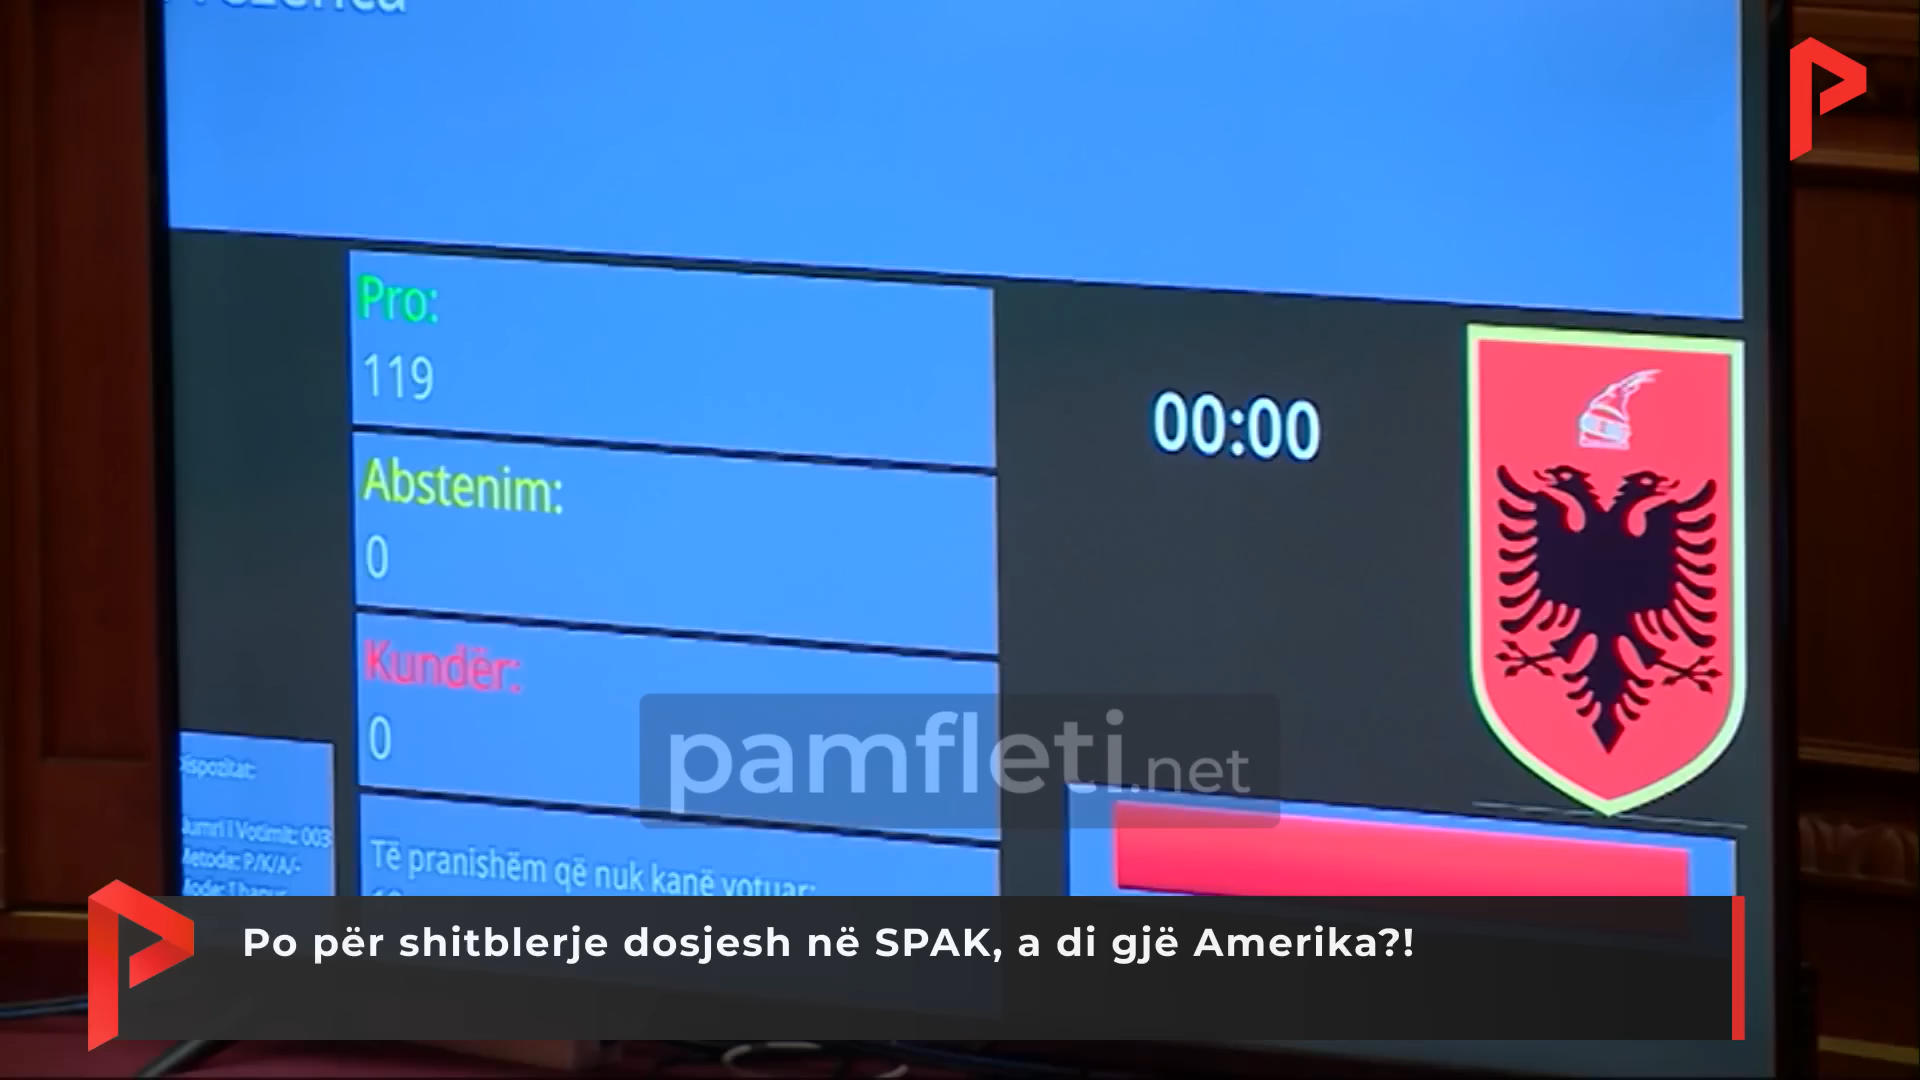 Pro:
119
Abstenim:
0
00:00
Kundër:
0
pamfleti.net
Të pranishëm që nuk kanë votuar:
Metoda: P/K/A/-
Po për shitblerje dosjesh në SPAK, a di gjë Amerika?!